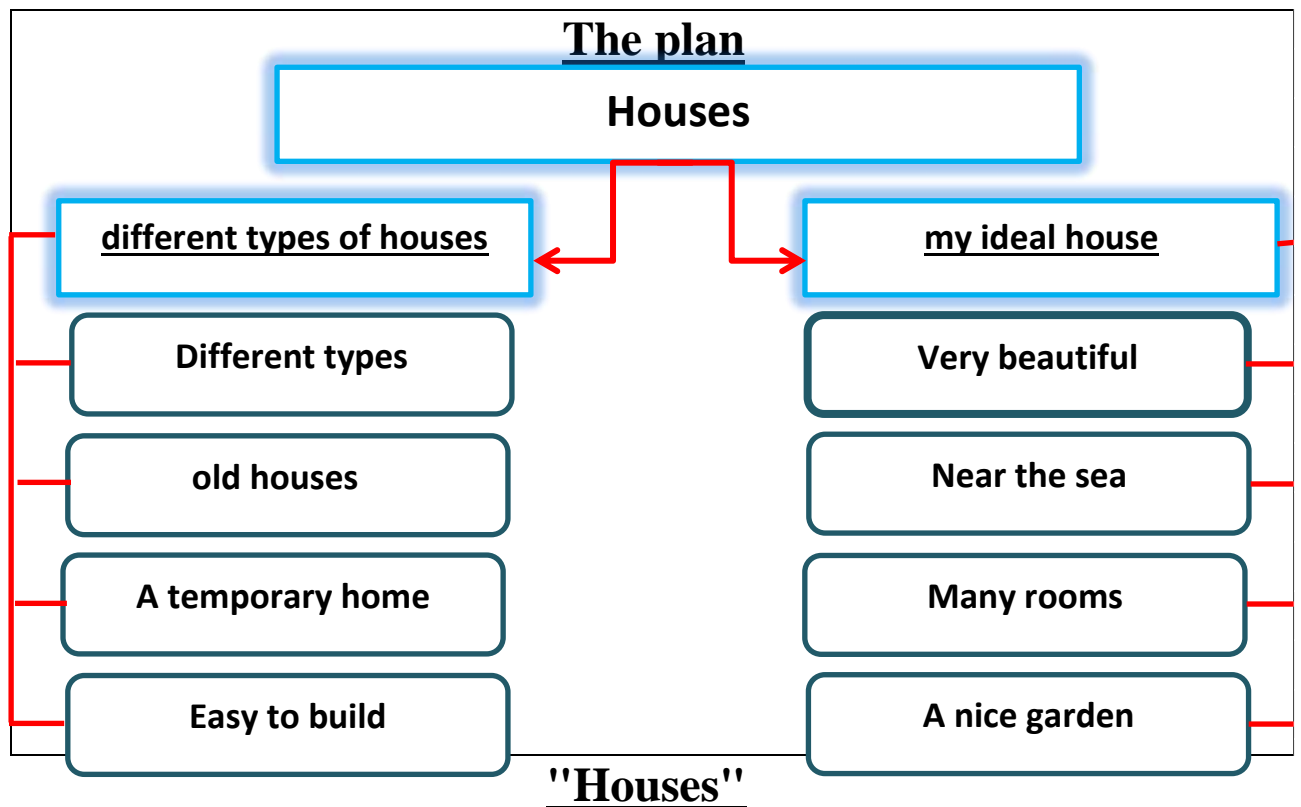 The plan
Houses
different types of houses
my ideal house
Different types
Very beautiful
old houses
Near the sea
A temporary home
Many rooms
Easy to build
A nice garden
"Houses"